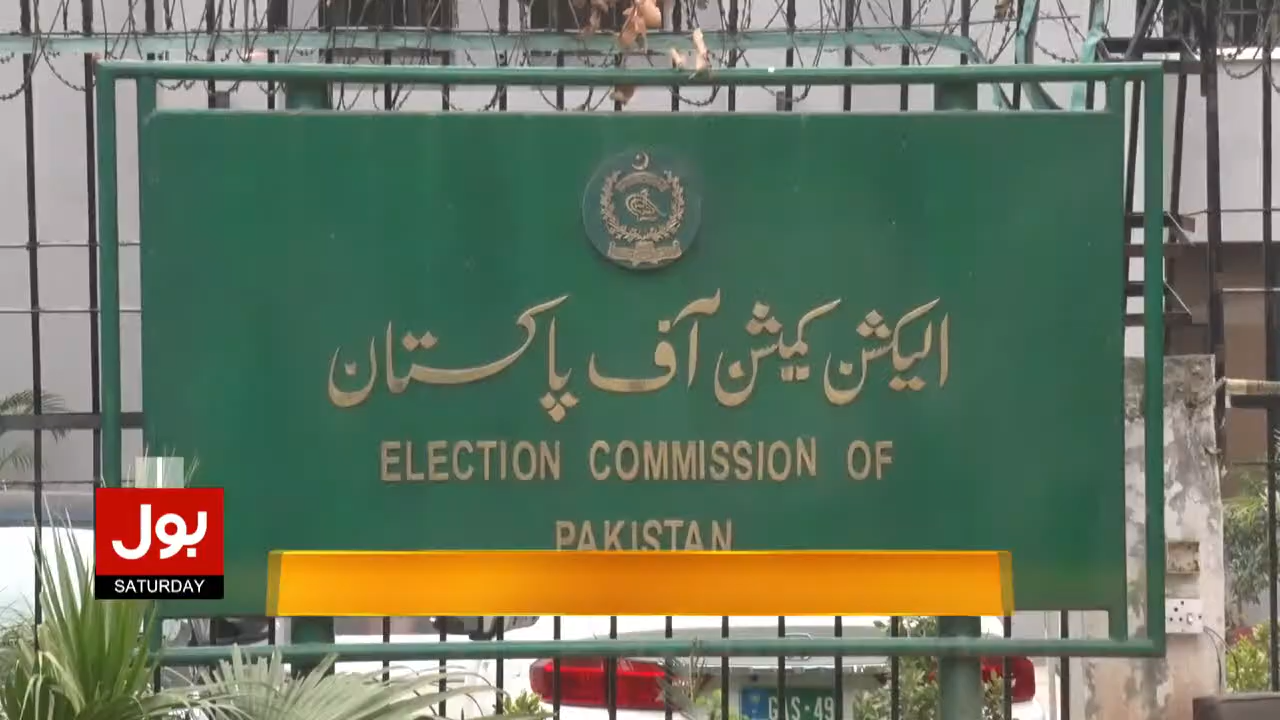 الیکشن کمیشن آف پاکستان
ELECTION COMMISSION OF
PAKISTAN
بول
SATURDAY